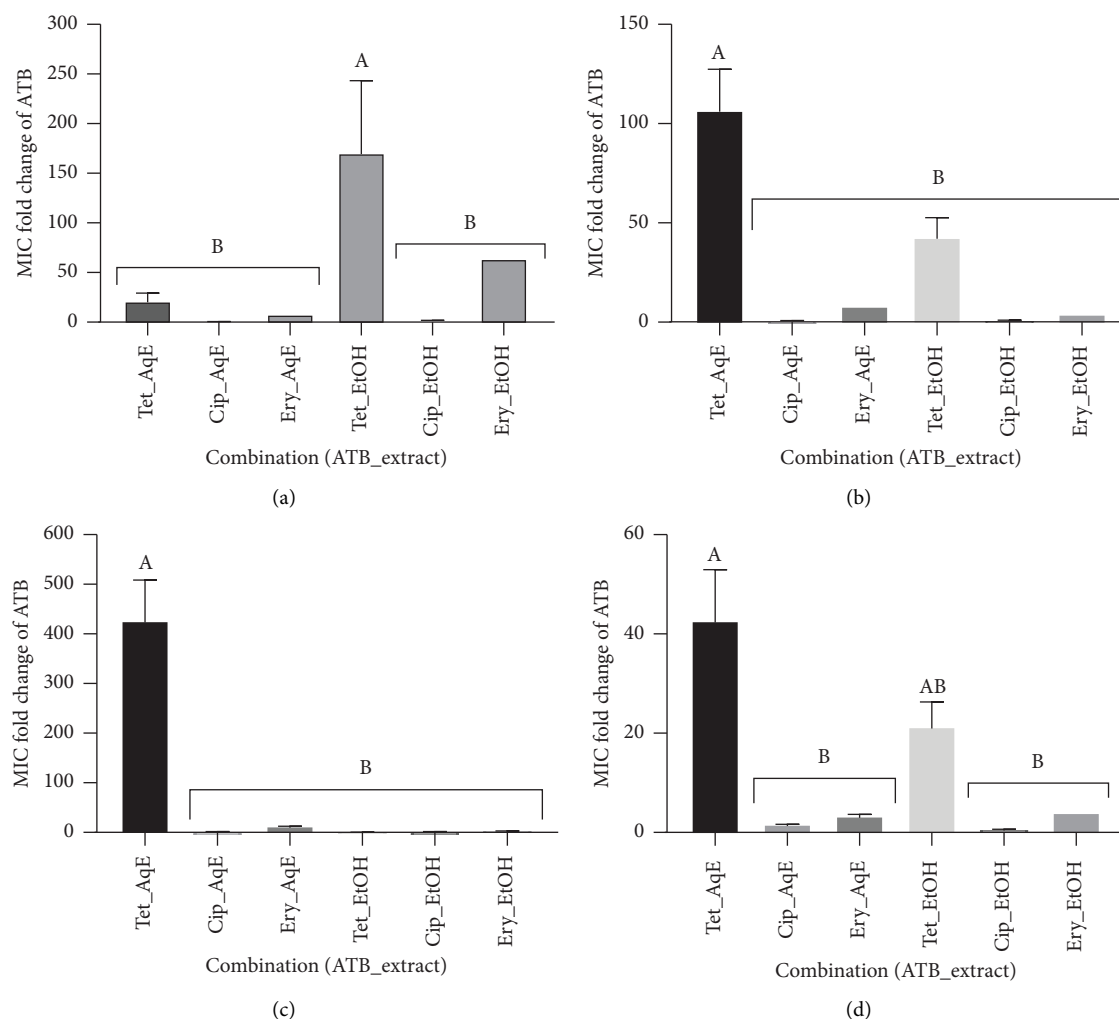 MIC fold change of ATB
300
250
200
150
100
50
0
A
B
B
Tet_AqE
Cip_AqE
Ery_AqE
Tet_EtOH
Cip_EtOH
Ery_EtOH
Combination (ATB_extract)
(a)
MIC fold change of ATB
150
100
50
0
A
B
Tet_AqE
Cip_AqE
Ery_AqE
Tet_EtOH
Cip_EtOH
Ery_EtOH
Combination (ATB_extract)
(b)
MIC fold change of ATB
600
500
400
300
200
100
0
A
B
Tet_AqE
Cip_AqE
Ery_AqE
Tet_EtOH
Cip_EtOH
Ery_EtOH
Combination (ATB_extract)
(c)
MIC fold change of ATB
60
40
20
0
A
B
AB
B
Tet_AqE
Cip_AqE
Ery_AqE
Tet_EtOH
Cip_EtOH
Ery_EtOH
Combination (ATB_extract)
(d)